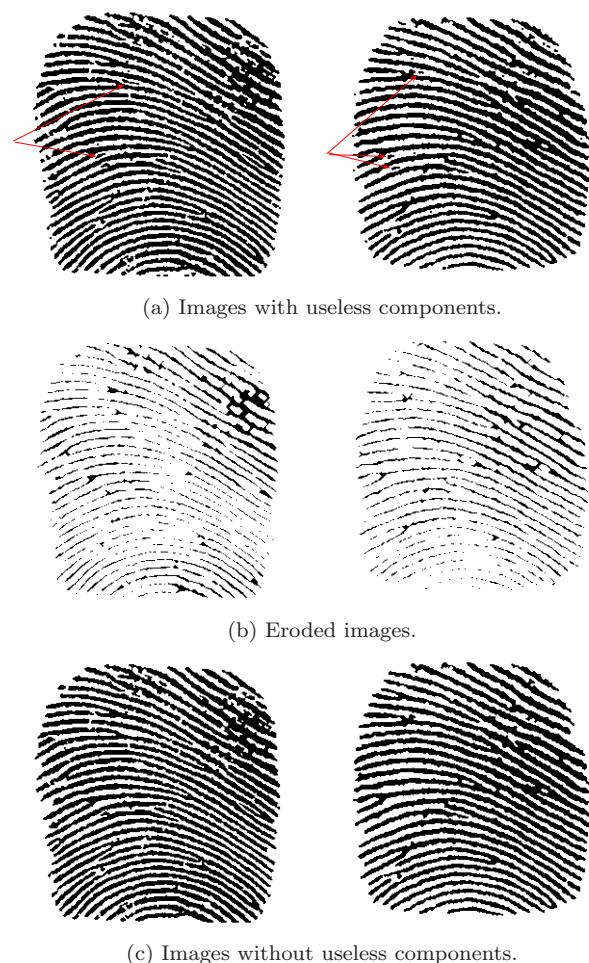 (a) Images with useless components.
(b) Eroded images.
(c) Images without useless components.